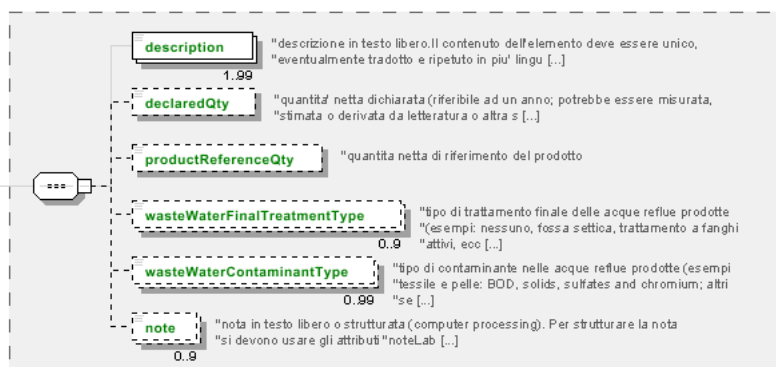 description
"descrizione in testo libero.Il contenuto dell'elemento deve essere unico,
"eventualmente tradotto e ripetuto in piu' lingu [...]
1..99
declaredQty
"quantita' netta dichiarata (riferibile ad un anno; potrebbe essere misurata,
"stimata o derivata da letteratura o altra s [...]
productReferenceQty
"quantita netta di riferimento del prodotto
wasteWaterFinalTreatmentType
"tipo di trattamento finale delle acque reflue prodotte
"(esempi: nessuno, fossa settica, trattamento a fanghi
"attivi, ecc [...]
0..9
wasteWaterContaminantType
"tipo di contaminante nelle acque reflue prodotte (esempi
"tessile e pelle: BOD, solids, sulfates and chromium; altri
"se [...]
0..99
note
"nota in testo libero o strutturata (computer processing). Per strutturare la nota
"si devono usare gli attributi "noteLab [...]
0..9